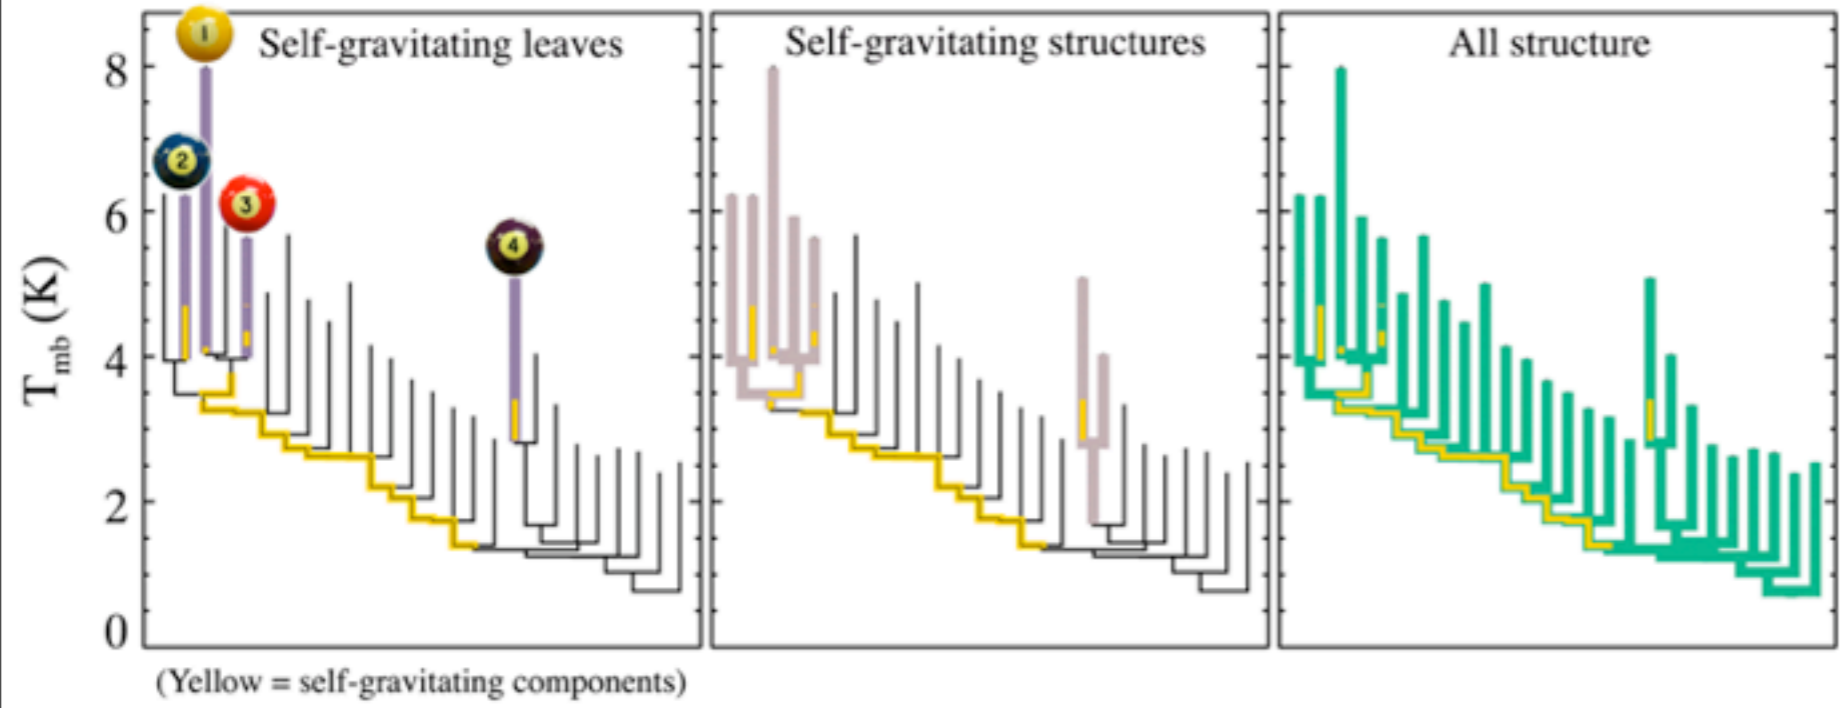 Self-gravitating leaves
Self-gravitating structures
All structure
1
2
3
4
8
6
4
2
0
Tmb (K)
(Yellow = self-gravitating components)